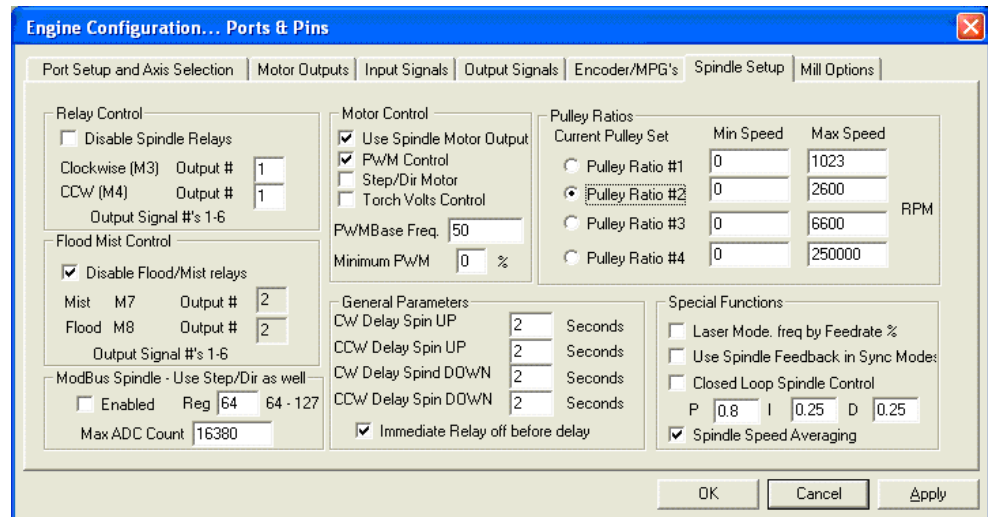 Engine Configuration... Ports & Pins
Port Setup and Axis Selection
Motor Outputs
Input Signals
Output Signals
Encoder/MPG's
Spindle Setup
Mill Options
Relay Control
Disable Spindle Relays
Clockwise (M3) Output # 1
CCW (M4) Output # 1
Output Signal #'s 1-6
Flood Mist Control
Disable Flood/Mist relays
Mist M7 Output # 2
Flood M8 Output # 2
Output Signal #'s 1-6
ModBus Spindle - Use Step/Dir as well
Enabled Reg 64 64 - 127
Max ADC Count 16380
Motor Control
Use Spindle Motor Output
PWM Control
Step/Dir Motor
Torch Volts Control
PWMBase Freq. 50
Minimum PWM 0 %
General Parameters
CW Delay Spin UP 2 Seconds
CCW Delay Spin UP 2 Seconds
CW Delay Spind DOWN 2 Seconds
CCW Delay Spin DOWN 2 Seconds
Immediate Relay off before delay
Pulley Ratios
Current Pulley Set Min Speed Max Speed
Pulley Ratio #1 0 1023
Pulley Ratio #2 0 2600
Pulley Ratio #3 0 6600
Pulley Ratio #4 0 250000
RPM
Special Functions
Laser Mode. freq by Feedrate %
Use Spindle Feedback in Sync Modes
Closed Loop Spindle Control
P 0.8 I 0.25 D 0.25
Spindle Speed Averaging
OK Cancel Apply